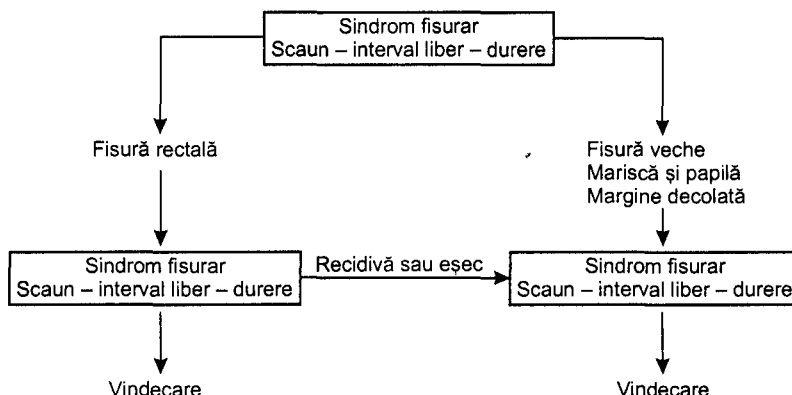 Sindrom fisurar
Scaun – interval liber – durere
Fisură rectală
Fisură veche
Mariscă și papilă
Margine decolată
Sindrom fisurar
Scaun – interval liber – durere
Recidivă sau eșec
Sindrom fisurar
Scaun – interval liber – durere
Vindecare
Vindecare